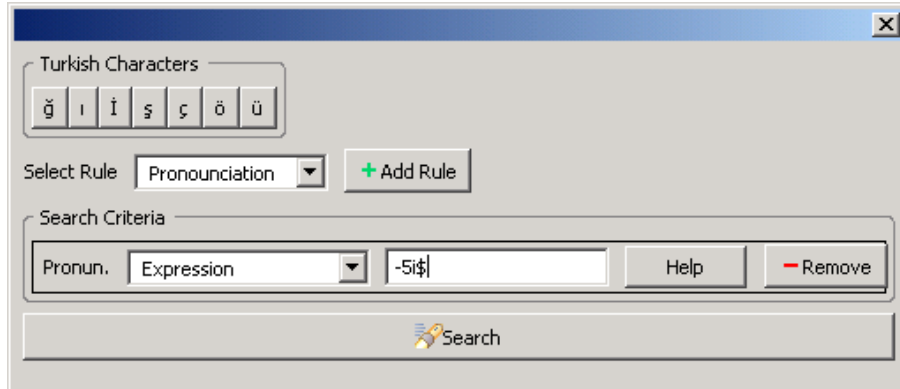 Turkish Characters
ğ ı İ ş ç ö ü
Select Rule Pronounciation + Add Rule
Search Criteria
Pronun. Expression -5i$ Help Remove
Search